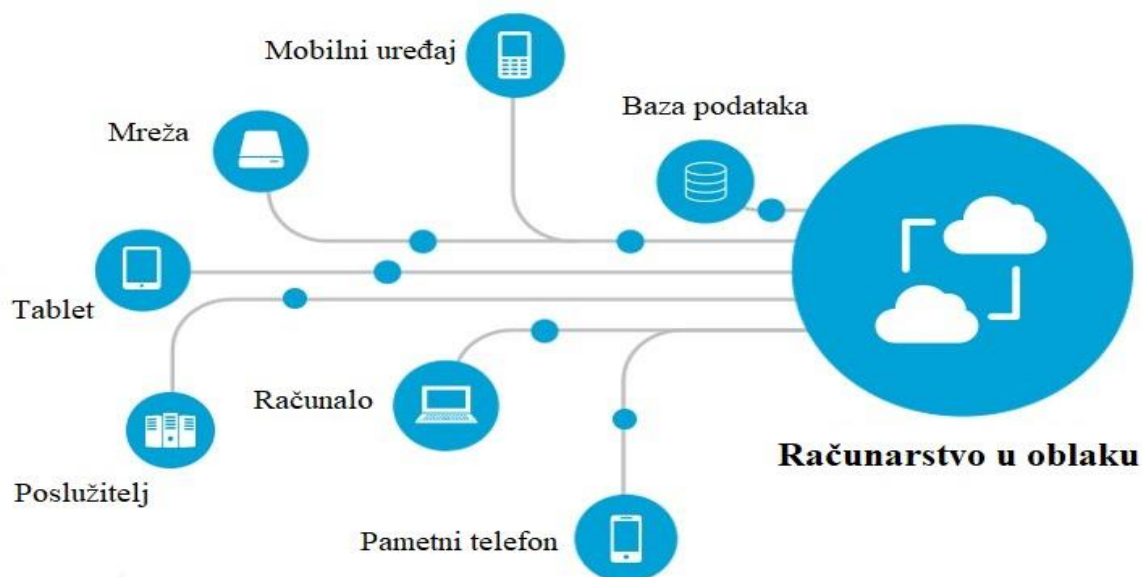 Mobilni uređaj
Baza podataka
Mreža
Tablet
Računalo
Računarstvo u oblaku
Poslužitelj
Pametni telefon